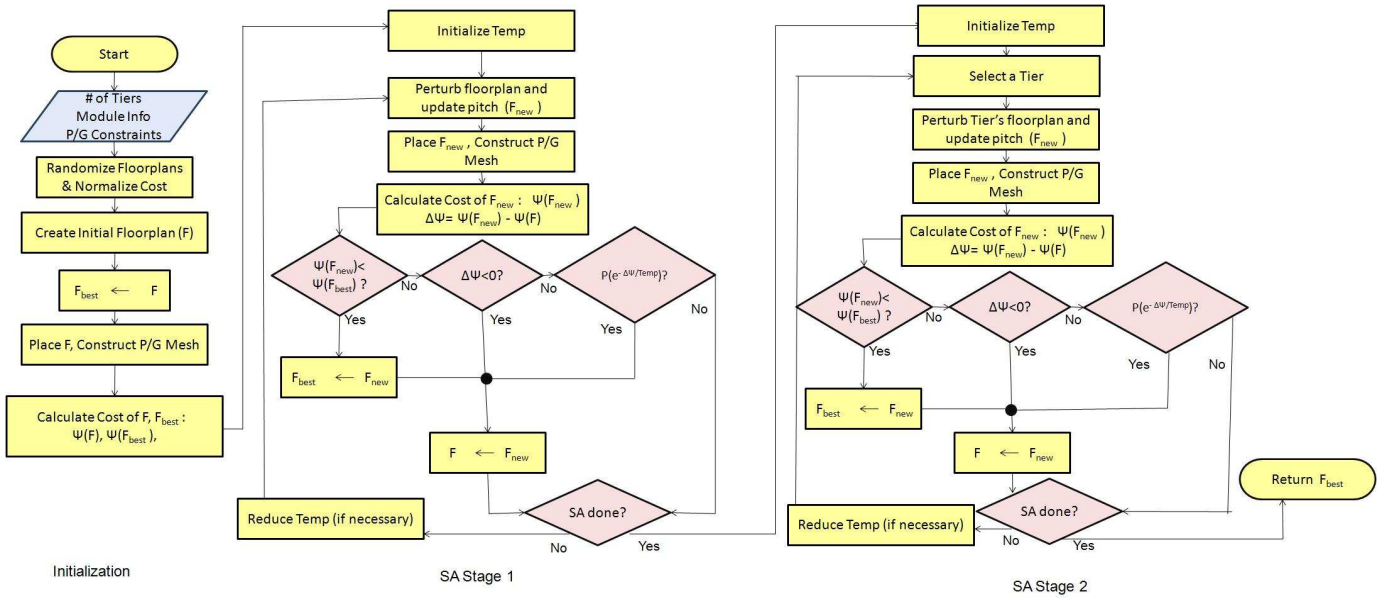 Start
# of Tiers
Module Info
P/G Constraints
Randomize Floorplans
& Normalize Cost
Create Initial Floorplan (F)
F_best ← F
Place F, Construct P/G Mesh
Calculate Cost of F, F_best :
Ψ(F), Ψ(F_best ),
Initialization
Initialize Temp
Perturb floorplan and
update pitch (F_new )
Place F_new , Construct P/G
Mesh
Calculate Cost of F_new : Ψ(F_new )
ΔΨ= Ψ(F_new) - Ψ(F)
Ψ(F_new)<
Ψ(F_best) ?
No
ΔΨ<0?
No
P(e^-ΔΨ/Temp)?
No
Yes
Yes
Yes
F_best ← F_new
F ← F_new
SA done?
Reduce Temp (if necessary)
No
Yes
SA Stage 1
Initialize Temp
Select a Tier
Perturb Tier's floorplan and
update pitch (F_new )
Place F_new , Construct P/G
Mesh
Calculate Cost of F_new : Ψ(F_new )
ΔΨ= Ψ(F_new) - Ψ(F)
Ψ(F_new)<
Ψ(F_best) ?
No
ΔΨ<0?
No
P(e^-ΔΨ/Temp)?
No
Yes
Yes
Yes
F_best ← F_new
F ← F_new
SA done?
Reduce Temp (if necessary)
No
Yes
Return F_best
SA Stage 2